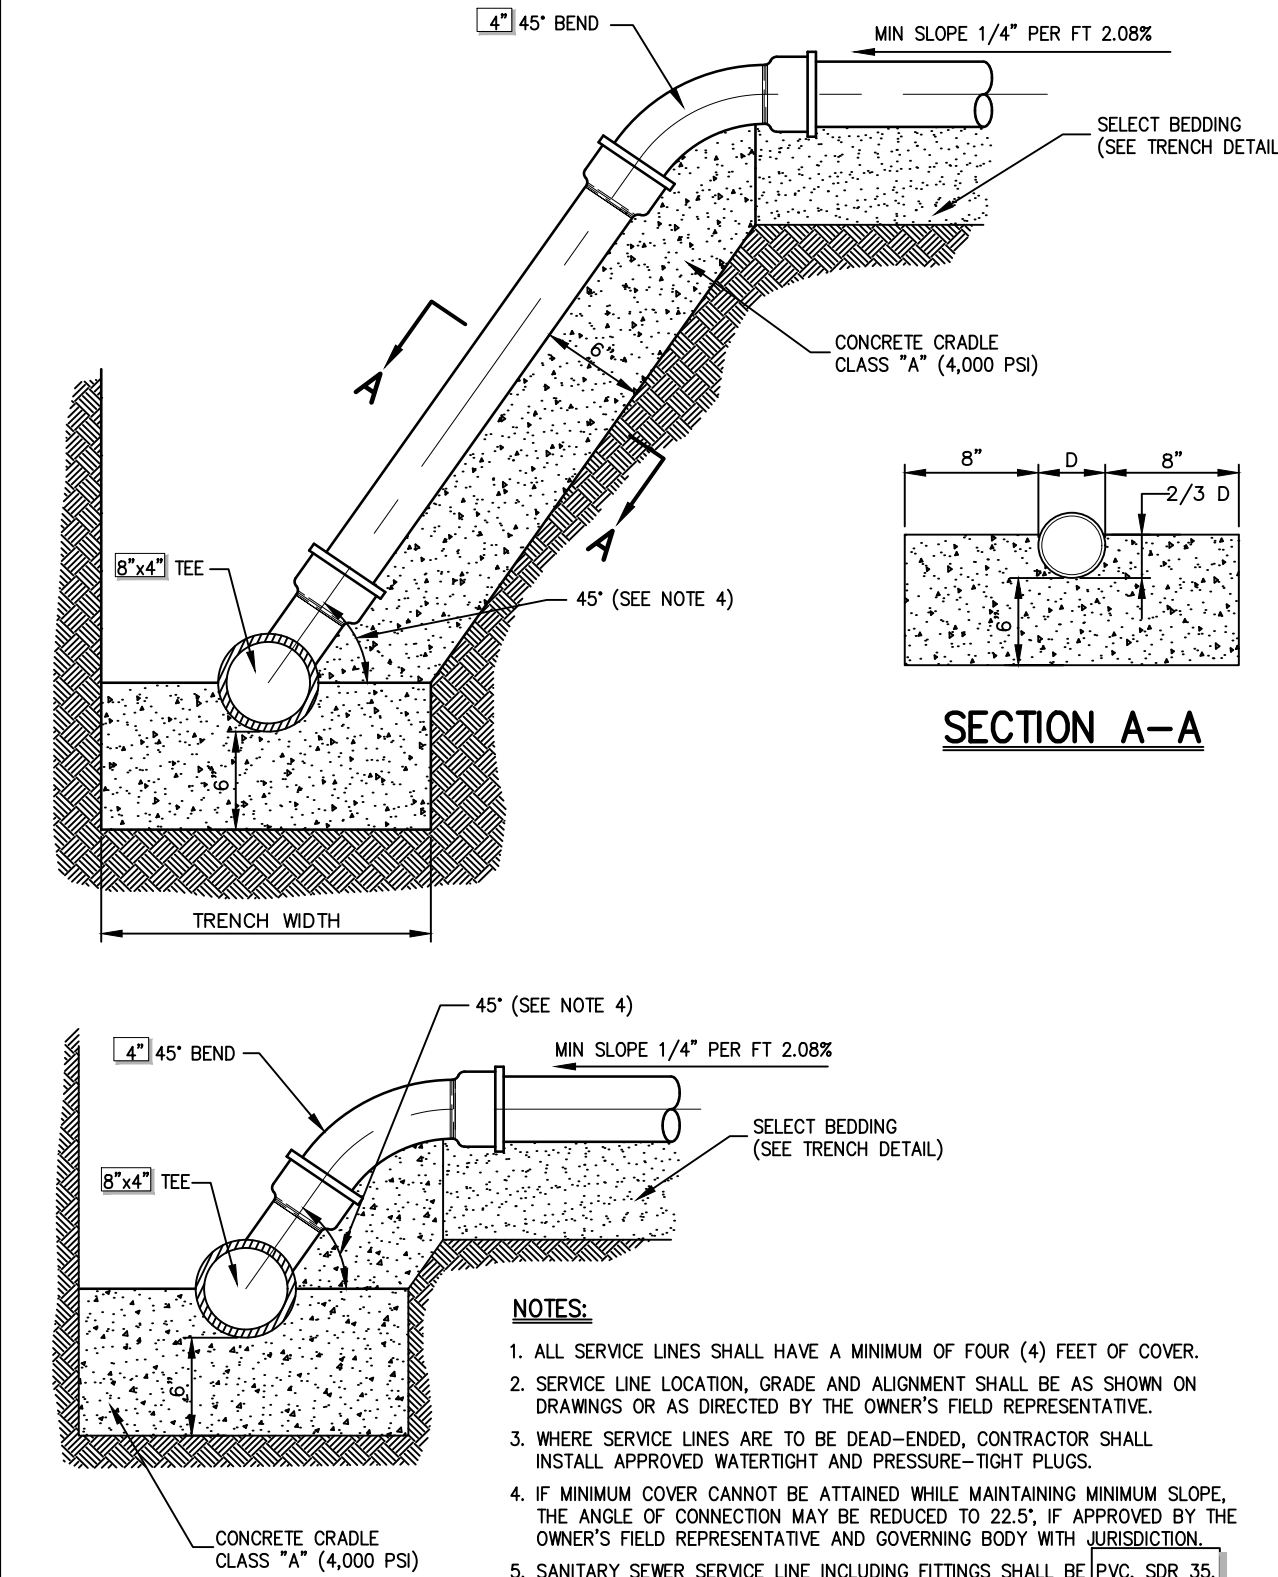 4" 45° BEND
MIN SLOPE 1/4" PER FT 2.08%
SELECT BEDDING
(SEE TRENCH DETAIL
CONCRETE CRADLE
CLASS "A" (4,000 PSI)
6"
A
A
8"x4" TEE
45° (SEE NOTE 4)
6"
TRENCH WIDTH
8"
D
8"
2/3 D
6"
SECTION A-A
45° (SEE NOTE 4)
4" 45° BEND
MIN SLOPE 1/4" PER FT 2.08%
SELECT BEDDING
(SEE TRENCH DETAIL)
8"x4" TEE
6"
CONCRETE CRADLE
CLASS "A" (4,000 PSI)
NOTES:
1. ALL SERVICE LINES SHALL HAVE A MINIMUM OF FOUR (4) FEET OF COVER.
2. SERVICE LINE LOCATION, GRADE AND ALIGNMENT SHALL BE AS SHOWN ON
DRAWINGS OR AS DIRECTED BY THE OWNER'S FIELD REPRESENTATIVE.
3. WHERE SERVICE LINES ARE TO BE DEAD-ENDED, CONTRACTOR SHALL
INSTALL APPROVED WATERTIGHT AND PRESSURE-TIGHT PLUGS.
4. IF MINIMUM COVER CANNOT BE ATTAINED WHILE MAINTAINING MINIMUM SLOPE,
THE ANGLE OF CONNECTION MAY BE REDUCED TO 22.5°, IF APPROVED BY THE
OWNER'S FIELD REPRESENTATIVE AND GOVERNING BODY WITH JURISDICTION.
5. SANITARY SEWER SERVICE LINE INCLUDING FITTINGS SHALL BE PVC, SDR 35.